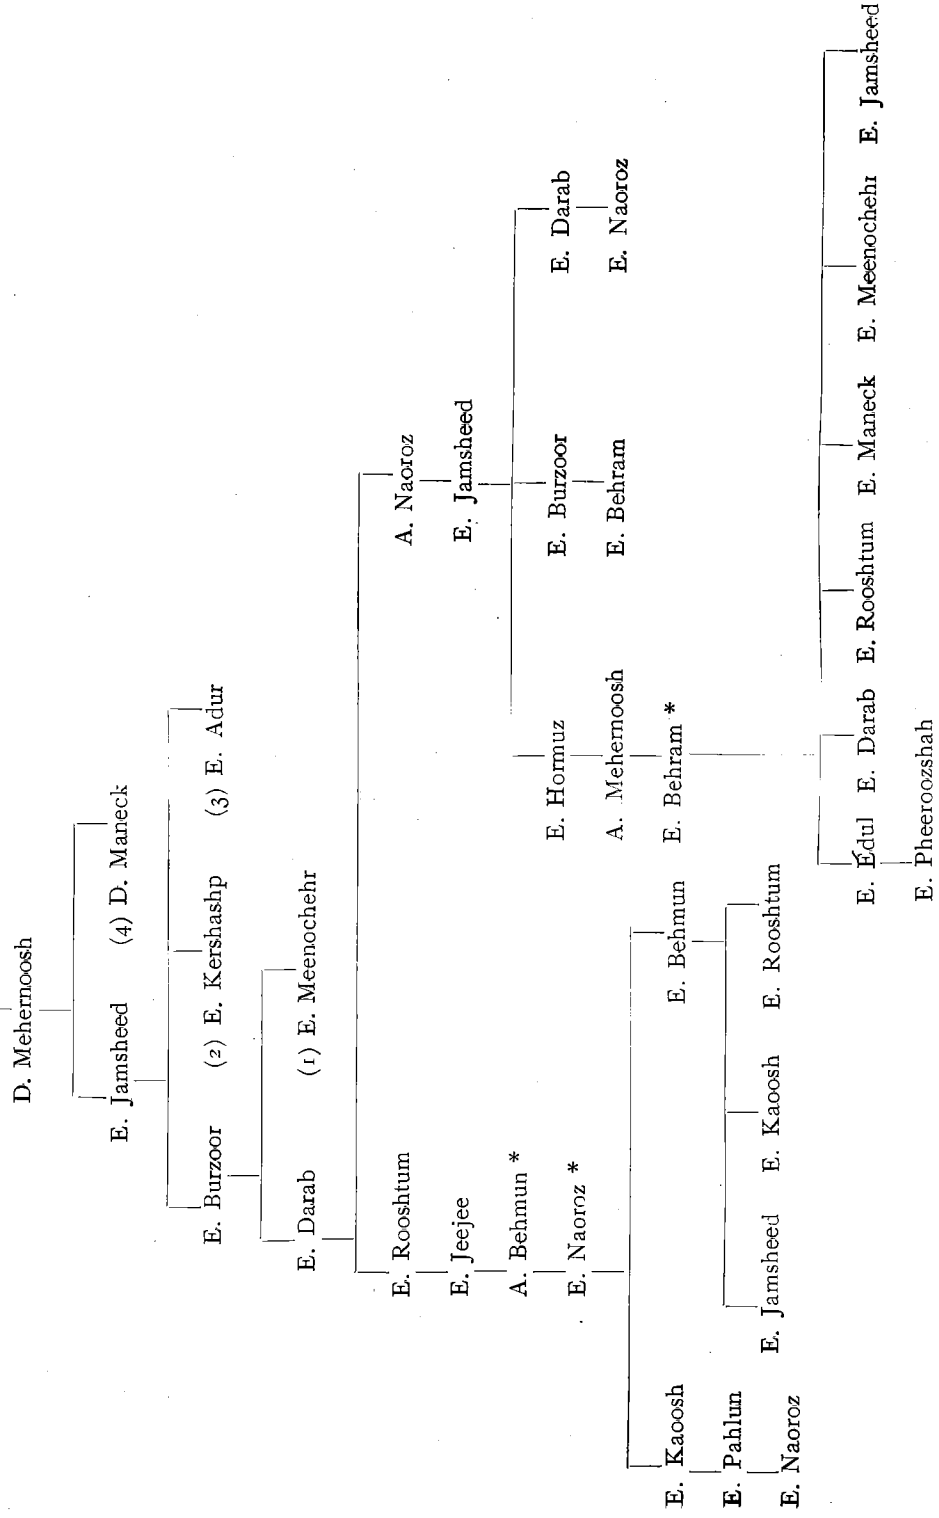 D. Mehernoosh
E. Jamsheed (4) D. Maneck
E. Burzoor (2) E. Kershashp (3) E. Adur
E. Darab (1) E. Meenochehr
E. Rooshtum A. Naoroz
E. Jeejee E. Jamsheed
A. Behmun * E. Hormuz E. Burzoor E. Darab
E. Naoroz * A. Mehernoosh E. Behram E. Naoroz
E. Kaoosh E. Behmun E. Behram *
E. Pahlun E. Jamsheed E. Kaoosh E. Rooshtum
E. Naoroz
E. Edul E. Darab E. Rooshtum E. Maneck E. Meenochehr E. Jamsheed
E. Pheeroozshah